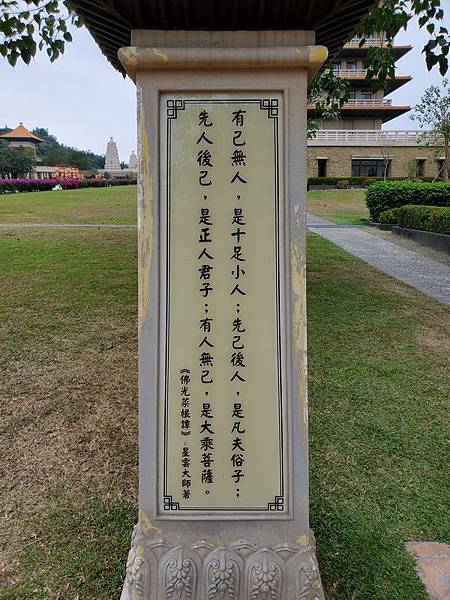 有己無人，是十足小人；先己後人，是凡夫俗子；
先人後己，是正人君子；有人無己，是大乘菩薩。
《佛光菜根譚》-星雲大師著